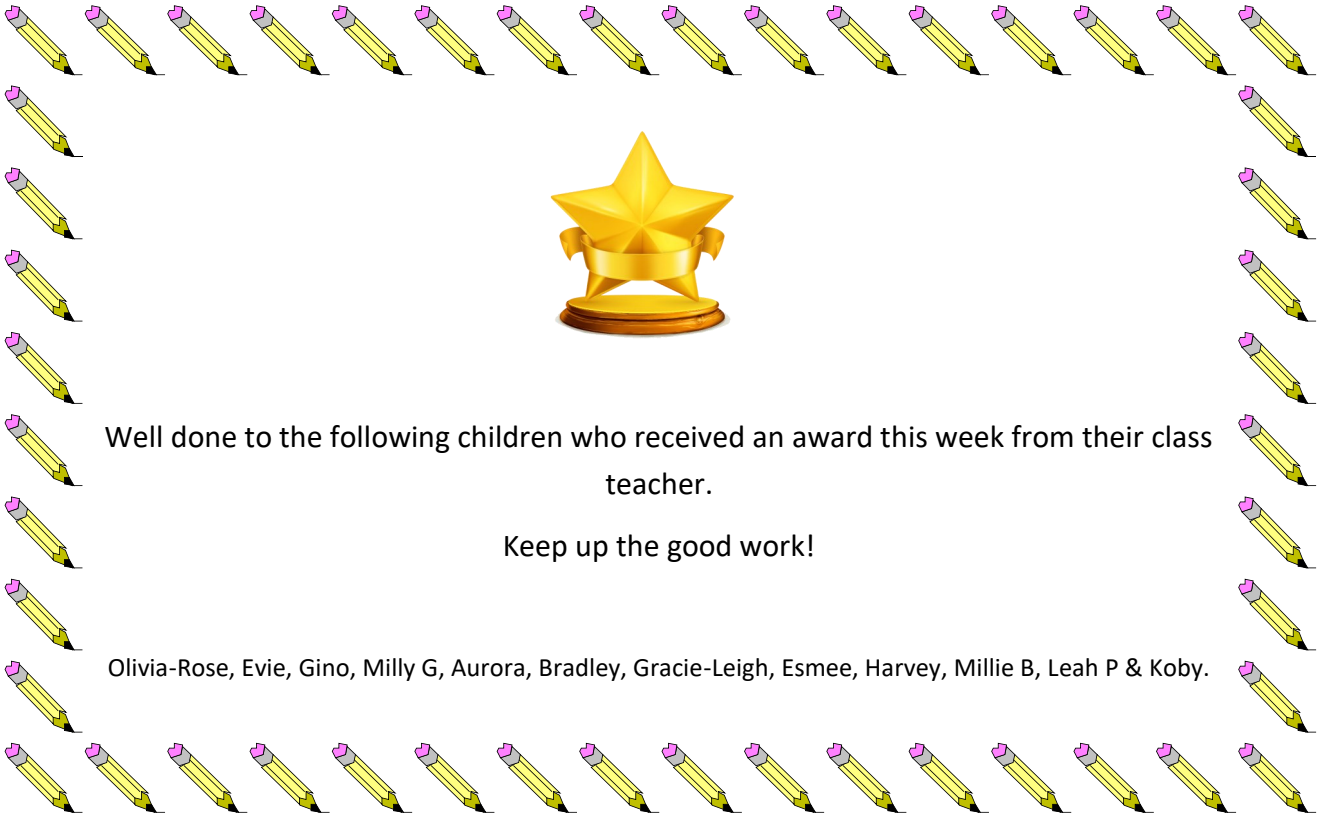 Well done to the following children who received an award this week from their class
teacher.
Keep up the good work!
Olivia-Rose, Evie, Gino, Milly G, Aurora, Bradley, Gracie-Leigh, Esmee, Harvey, Millie B, Leah P & Koby.